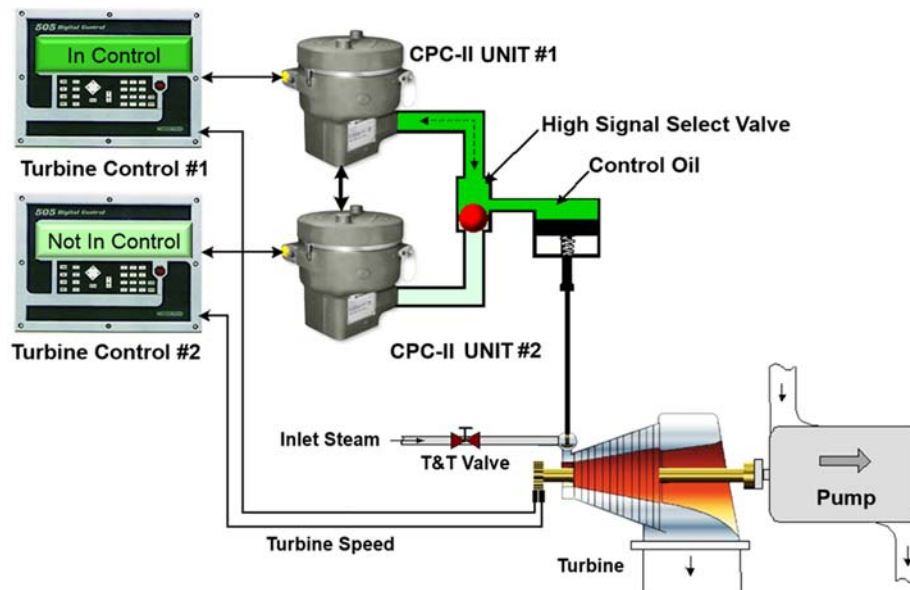 505 Digital Control
In Control
Turbine Control #1
505 Digital Control
Not In Control
Turbine Control #2
CPC-II UNIT #1
CPC-II UNIT #2
High Signal Select Valve
Control Oil
Inlet Steam
T&T Valve
Turbine Speed
Turbine
Pump